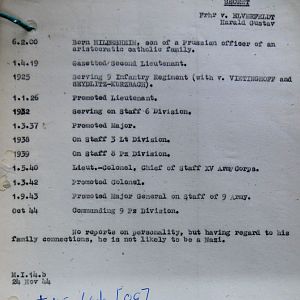 SECRET
Frhr v. ELVERFELDT
Harald Gustav
6.2.00 Born HILDESHEIM, son of a Prussian officer of an
aristocratic catholic family.
1.4.19 Gazetted Second Lieutenant.
1925 Serving 9 Infantry Regiment (with v. VIETINGHOFF and
SEYDLITZ-KURZBACH).
1.1.26 Promoted Lieutenant.
1932 Serving on Staff 6 Division.
1.3.37 Promoted Major.
1938 On Staff 3 Lt Division.
1939 On Staff 8 Pz Division.
1.5.40 Lieut.-Colonel, Chief of Staff XV Army Corps.
1.3.42 Promoted Colonel.
1.9.43 Promoted Major General on Staff of 9 Army.
Oct 44 Commanding 9 Pz Division.
No reports on personality, but having regard to his
family connections, he is not likely to be a Nazi.
M.I.14.b
24 Nov 44